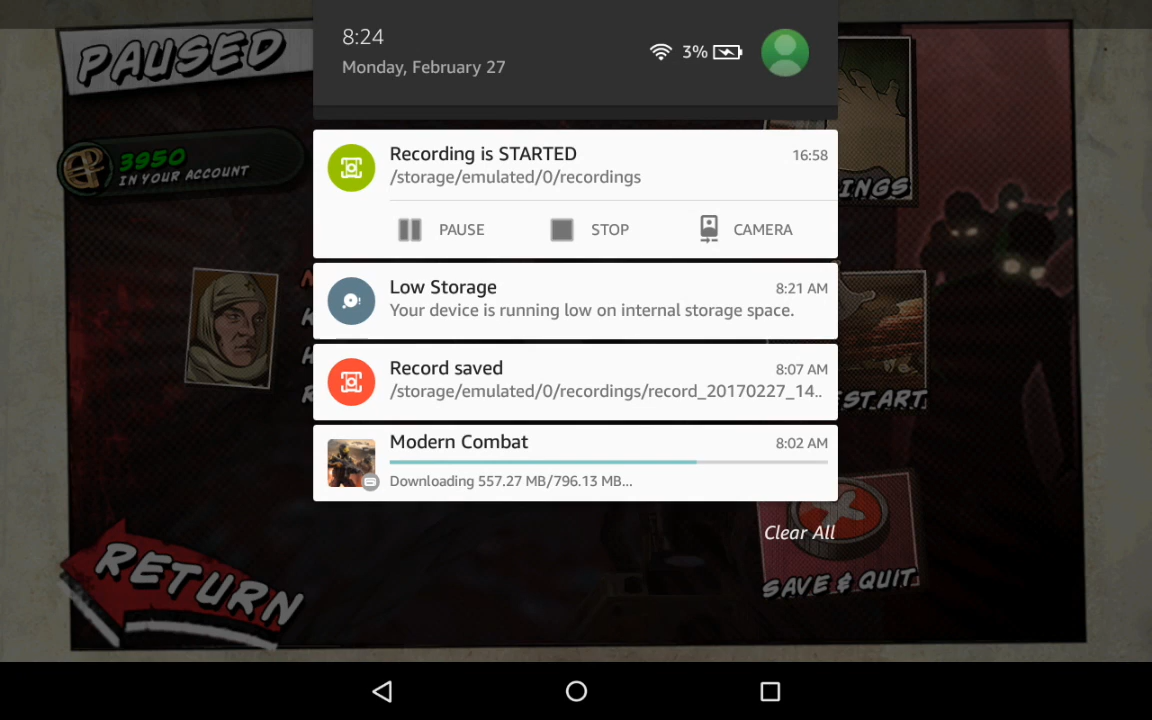 PAUSED
8:24
3%
Monday, February 27
3950
IN YOUR ACCOUNT
Recording is STARTED
16:58
/storage/emulated/0/recordings
PAUSE
STOP
CAMERA
Low Storage
8:21 AM
Your device is running low on internal storage space.
Record saved
8:07 AM
/storage/emulated/0/recordings/record_20170227_14..
Modern Combat
8:02 AM
Downloading 557.27 MB/796.13 MB...
Clear All
RETURN
SAVE & QUIT